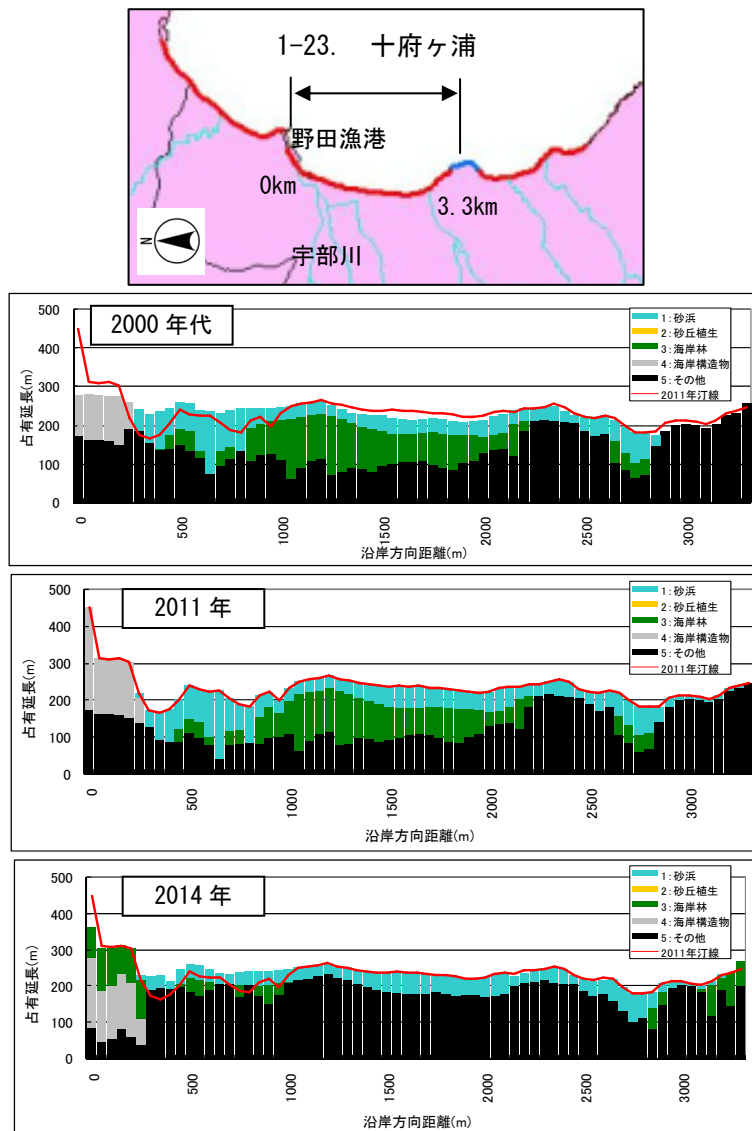 1-23. 十府ヶ浦
野田漁港
0km
3.3km
N
宇部川
2000 年代
占有延長(m)
500
400
300
200
100
0
1:砂浜
2:砂丘植生
3:海岸林
4:海岸構造物
5:その他
2011年汀線
0
500
1000
1500
2000
2500
3000
沿岸方向距離(m)
2011 年
占有延長(m)
500
400
300
200
100
0
1:砂浜
2:砂丘植生
3:海岸林
4:海岸構造物
5:その他
2011年汀線
0
500
1000
1500
2000
2500
3000
沿岸方向距離(m)
2014 年
占有延長(m)
500
400
300
200
100
0
1:砂浜
2:砂丘植生
3:海岸林
4:海岸構造物
5:その他
2011年汀線
0
500
1000
1500
2000
2500
3000
沿岸方向距離(m)